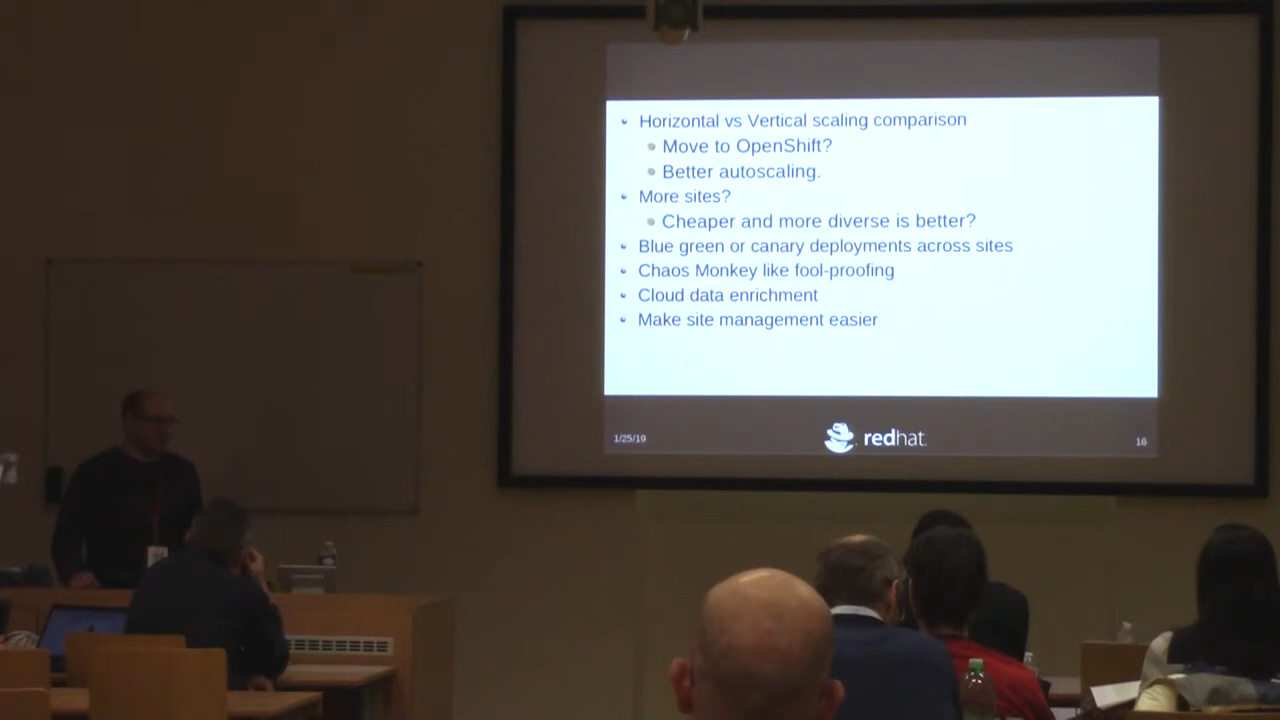 Horizontal vs Vertical scaling comparison
Move to OpenShift?
Better autoscaling.
More sites?
Cheaper and more diverse is better?
Blue green or canary deployments across sites
Chaos Monkey like fool-proofing
Cloud data enrichment
Make site management easier
1/25/19
redhat.
16